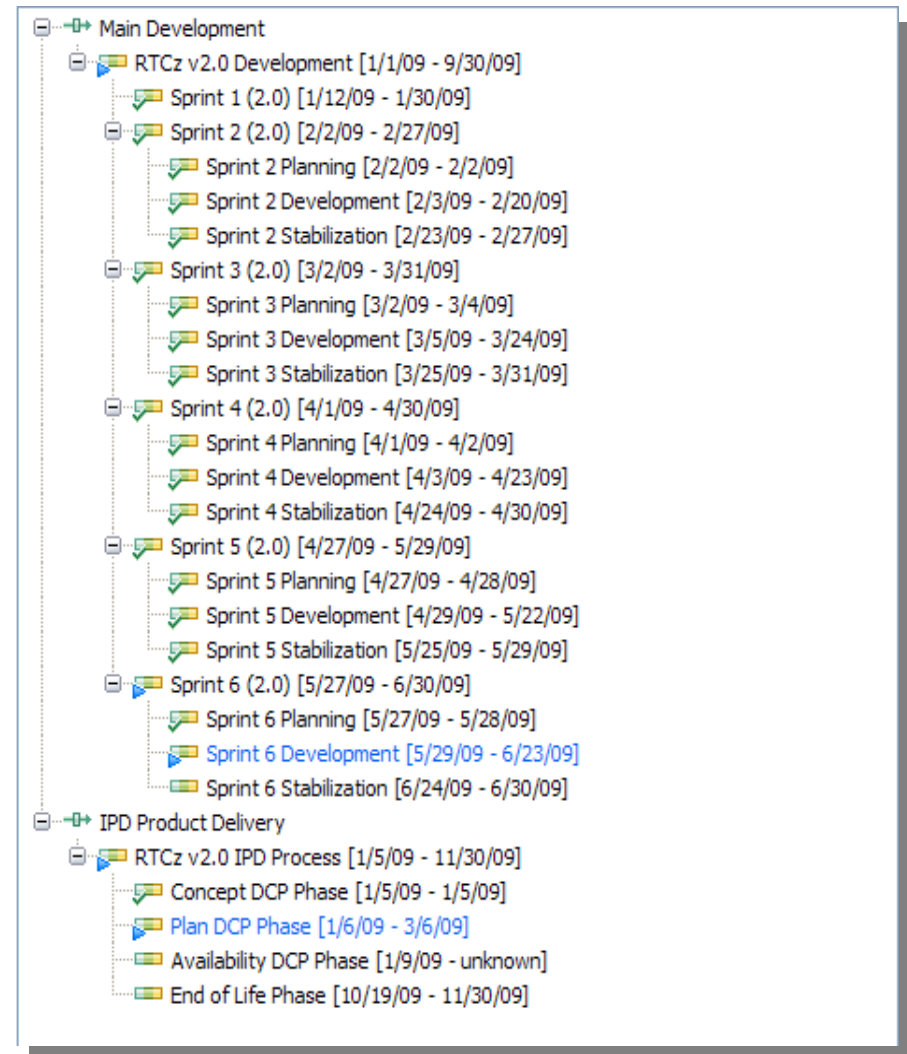 Main Development
RTCz v2.0 Development [1/1/09 - 9/30/09]
Sprint 1 (2.0) [1/12/09 - 1/30/09]
Sprint 2 (2.0) [2/2/09 - 2/27/09]
Sprint 2 Planning [2/2/09 - 2/2/09]
Sprint 2 Development [2/3/09 - 2/20/09]
Sprint 2 Stabilization [2/23/09 - 2/27/09]
Sprint 3 (2.0) [3/2/09 - 3/31/09]
Sprint 3 Planning [3/2/09 - 3/4/09]
Sprint 3 Development [3/5/09 - 3/24/09]
Sprint 3 Stabilization [3/25/09 - 3/31/09]
Sprint 4 (2.0) [4/1/09 - 4/30/09]
Sprint 4 Planning [4/1/09 - 4/2/09]
Sprint 4 Development [4/3/09 - 4/23/09]
Sprint 4 Stabilization [4/24/09 - 4/30/09]
Sprint 5 (2.0) [4/27/09 - 5/29/09]
Sprint 5 Planning [4/27/09 - 4/28/09]
Sprint 5 Development [4/29/09 - 5/22/09]
Sprint 5 Stabilization [5/25/09 - 5/29/09]
Sprint 6 (2.0) [5/27/09 - 6/30/09]
Sprint 6 Planning [5/27/09 - 5/28/09]
Sprint 6 Development [5/29/09 - 6/23/09]
Sprint 6 Stabilization [6/24/09 - 6/30/09]
IPD Product Delivery
RTCz v2.0 IPD Process [1/5/09 - 11/30/09]
Concept DCP Phase [1/5/09 - 1/5/09]
Plan DCP Phase [1/6/09 - 3/6/09]
Availability DCP Phase [1/9/09 - unknown]
End of Life Phase [10/19/09 - 11/30/09]